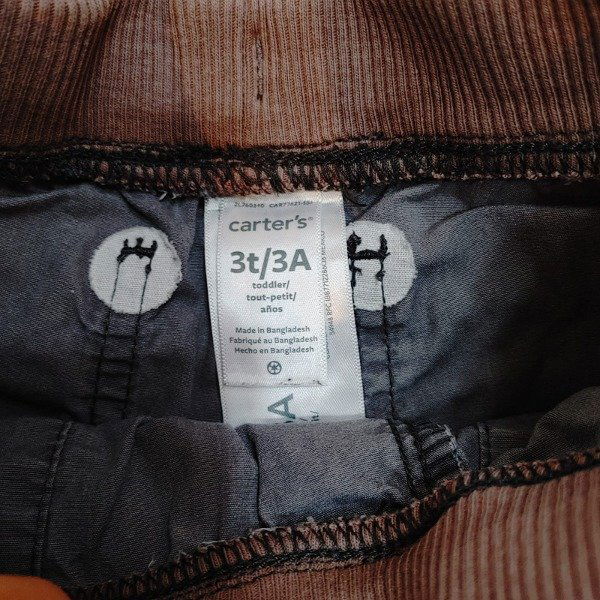 carter's®
3t/3A
toddler/
tout-petit/
años
Made in Bangladesh
Fabriqué au Bangladesh
Hecho en Bangladesh